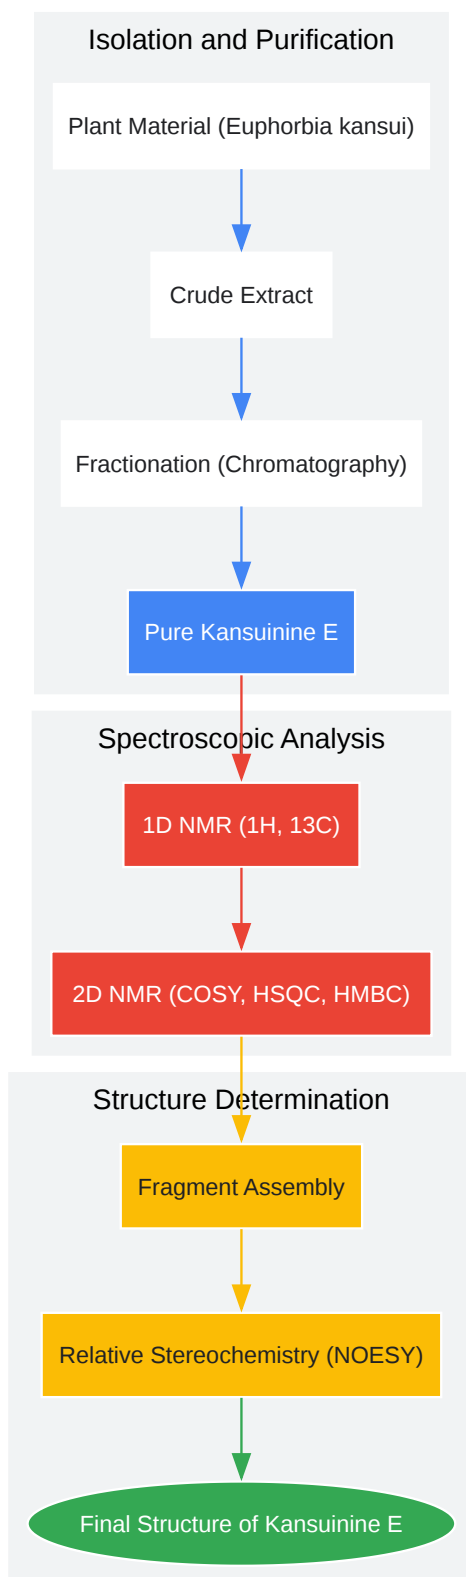 Isolation and Purification
Plant Material (Euphorbia kansui)
Crude Extract
Fractionation (Chromatography)
Pure Kansuinine E
Spectroscopic Analysis
1D NMR (1H, 13C)
2D NMR (COSY, HSQC, HMBC)
Structure Determination
Fragment Assembly
Relative Stereochemistry (NOESY)
Final Structure of Kansuinine E